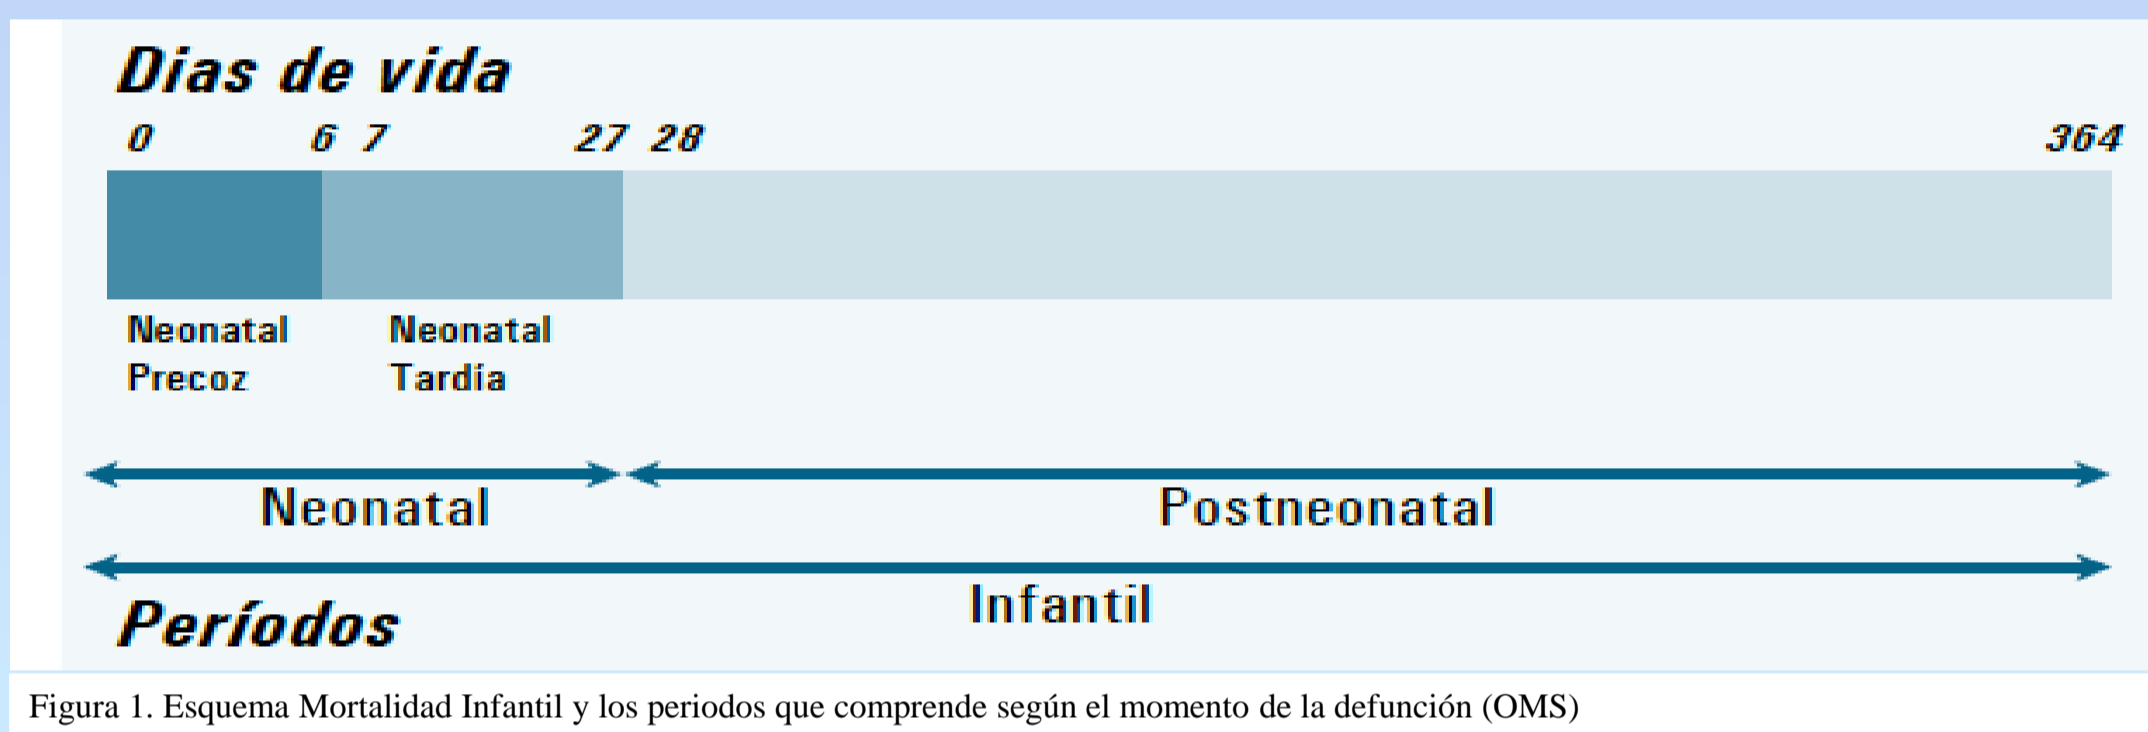 Dias de vida
0 6 7 27 28 364
Neonatal Neonatal
Precoz Tardía
Neonatal Postneonatal
Infantil
Períodos
Figura 1. Esquema Mortalidad Infantil y los periodos que comprende según el momento de la defunción (OMS)